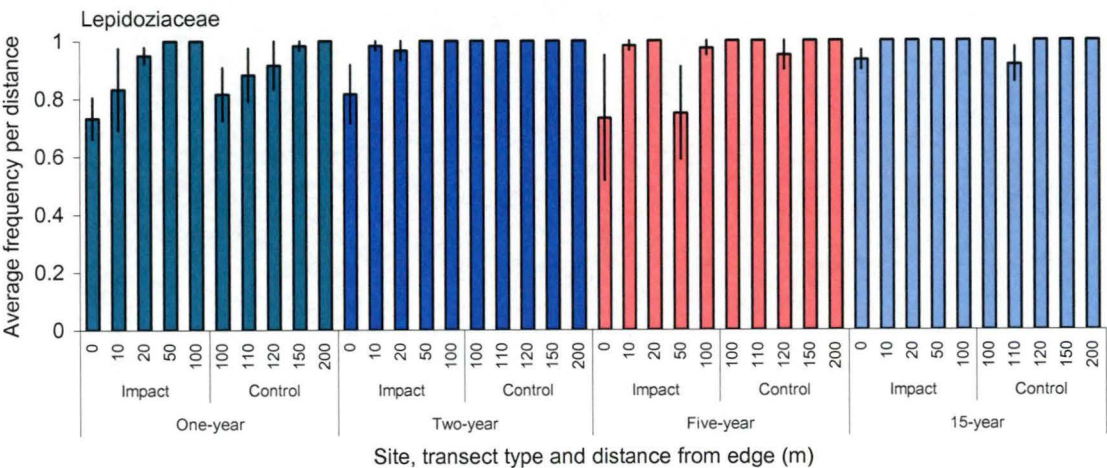 Lepidoziaceae
Average frequency per distance
1
0.8
0.6
0.4
0.2
0
0 10 20 50 100 100 110 120 150 200 0 10 20 50 100 100 110 120 150 200 0 10 20 50 100 100 110 120 150 200 0 10 20 50 100 100 110 120 150 200
Impact Control Impact Control Impact Control Impact Control
One-year Two-year Five-year 15-year
Site, transect type and distance from edge (m)